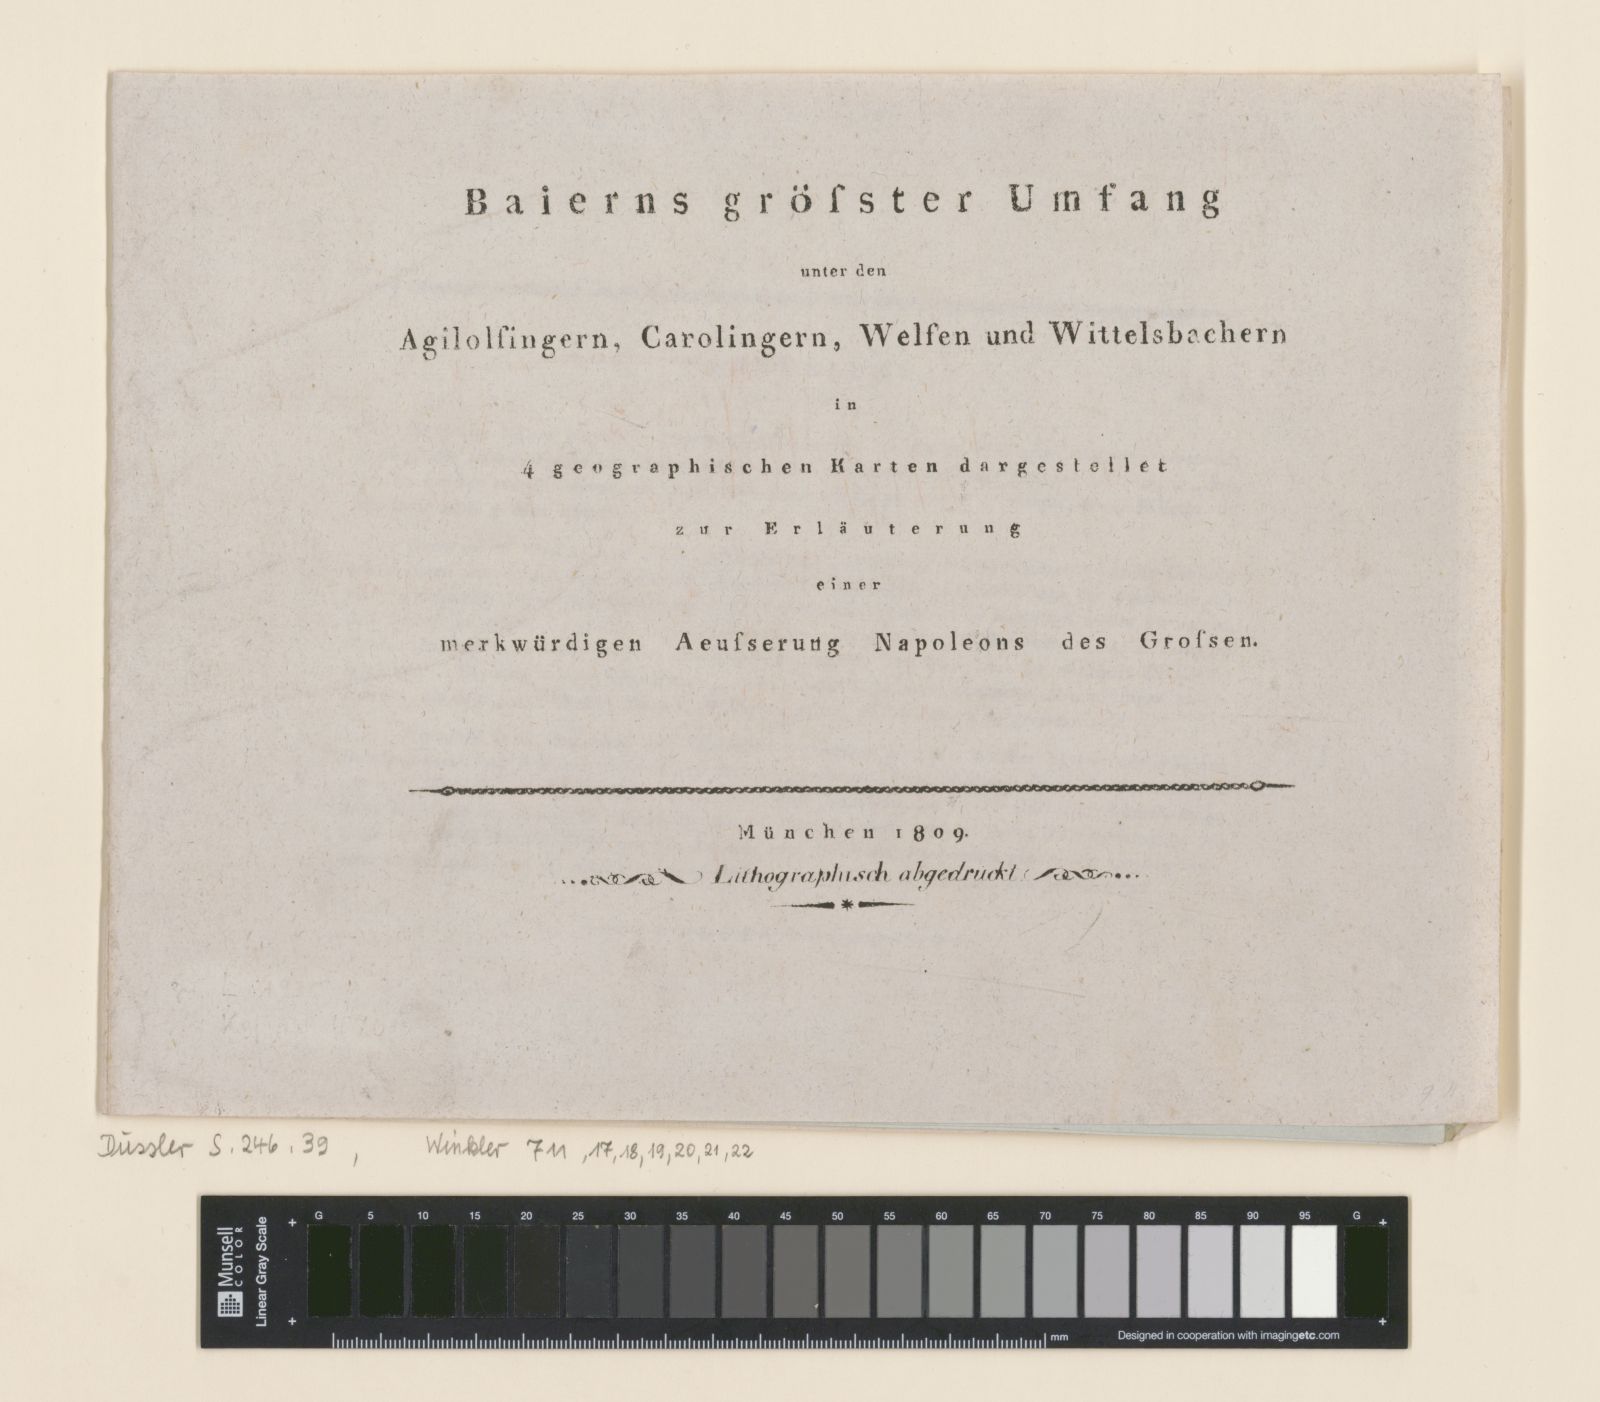 Baierns gröſster Umfang
unter den
Agilolfingern, Carolingern, Welfen und Wittelsbachern
in
4 geographischen Karten dargestellet
zur Erläuterung
einer
merkwürdigen Aeuſserung Napoleons des Groſsen.
München 1809.
Lithographisch abgedruckt
Dussler S. 246. 39, Winkler 711, 17, 18, 19, 20, 21, 22
Munsell
COLOR
Linear Gray Scale
G 5 10 15 20 25 30 35 40 45 50 55 60 65 70 75 80 85 90 95 G
mm
Designed in cooperation with imagingetc.com